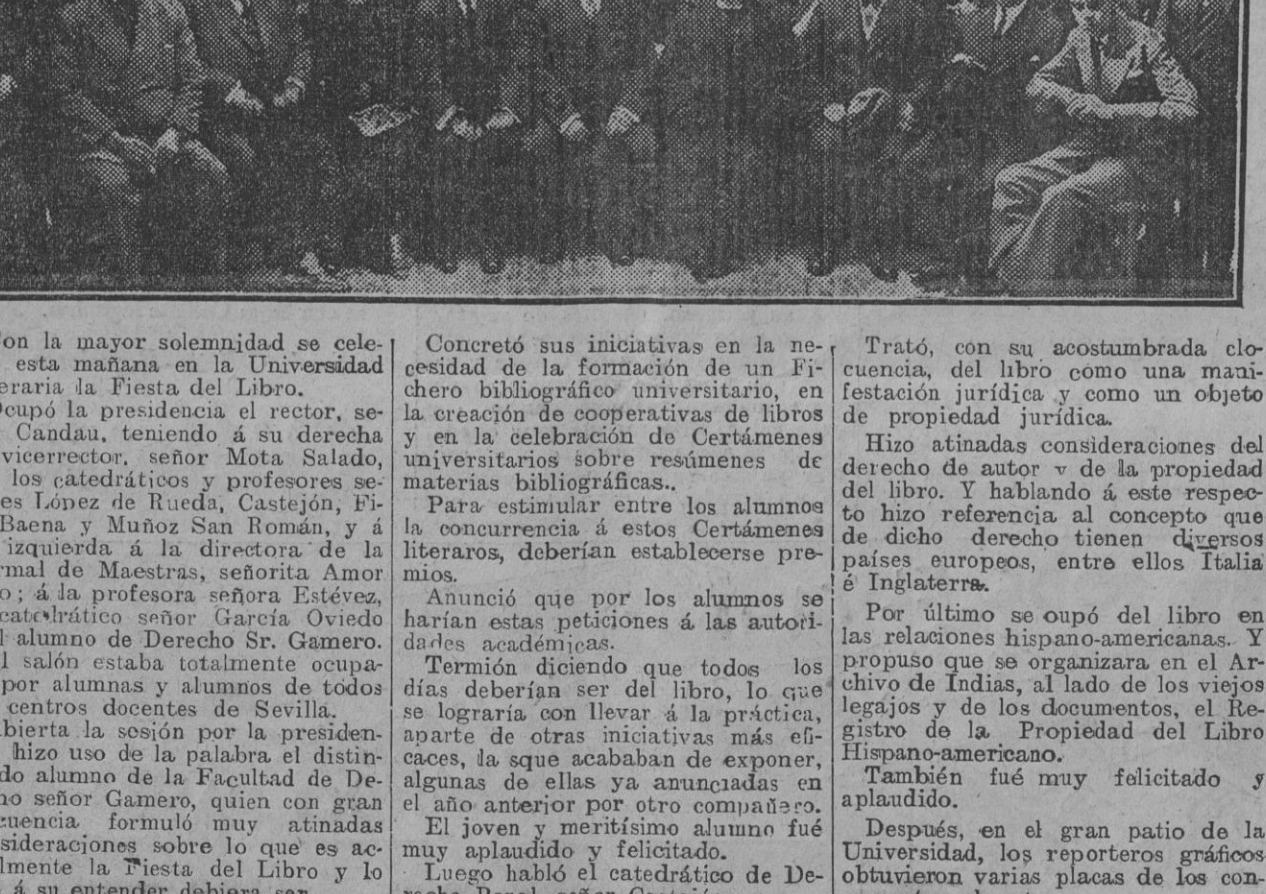 on la mayor solemnidad se cele-
esta mañana en la Universidad
eraria la Fiesta del Libro.
cupó la presidencia el rector, se-
Candau, teniendo á su derecha
vicerrector, señor Mota Salado,
los catedráticos y profesores se-
es López de Rueda, Castejón, Fi-
Baena y Muñoz San Román, y á
izquierda á la directora de la
rmal de Maestras, señorita Amor
o; á la profesora señora Estévez,
catedrático señor García Oviedo
l alumno de Derecho Sr. Gamero.
l salón estaba totalmente ocupa-
por alumnas y alumnos de todos
centros docentes de Sevilla.
bierta la sesión por la presiden-
hizo uso de la palabra el distin-
do alumno de la Facultad de De-
ho señor Gamero, quien con gran
cuencia formuló muy atinadas
sideraciones sobre lo que es ac-
lmente la Fiesta del Libro y lo
á su entender debiera ser.
Concretó sus iniciativas en la ne-
cesidad de la formación de un Fi-
chero bibliográfico universitario, en
la creación de cooperativas de libros
y en la celebración de Certámenes
universitarios sobre resúmenes de
materias bibliográficas..
Para estimular entre los alumnos
la concurrencia á estos Certámenes
literaros, deberían establecerse pre-
mios.
Anunció que por los alumnos se
harían estas peticiones á las autori-
dades académicas.
Termión diciendo que todos los
días deberían ser del libro, lo que
se lograría con llevar á la práctica,
aparte de otras iniciativas más efi-
caces, la sque acababan de exponer,
algunas de ellas ya anunciadas en
el año anterior por otro compañero.
El joven y meritísimo alumno fué
muy aplaudido y felicitado.
Luego habló el catedrático de De-
Trató, con su acostumbrada clo-
cuencia, del libro como una mani-
festación jurídica y como un objeto
de propiedad jurídica.
Hizo atinadas consideraciones del
derecho de autor v de la propiedad
del libro. Y hablando á este respec-
to hizo referencia al concepto que
de dicho derecho tienen diversos
países europeos, entre ellos Italia
é Inglaterra.
Por último se oupó del libro en
las relaciones hispano-americanas. Y
propuso que se organizara en el Ar-
chivo de Indias, al lado de los viejos
legajos y de los documentos, el Re-
gistro de la Propiedad del Libro
Hispano-americano.
También fué muy felicitado y
aplaudido.
Después, en el gran patio de la
Universidad, los reporteros gráficos
obtuvieron varias placas de los con-